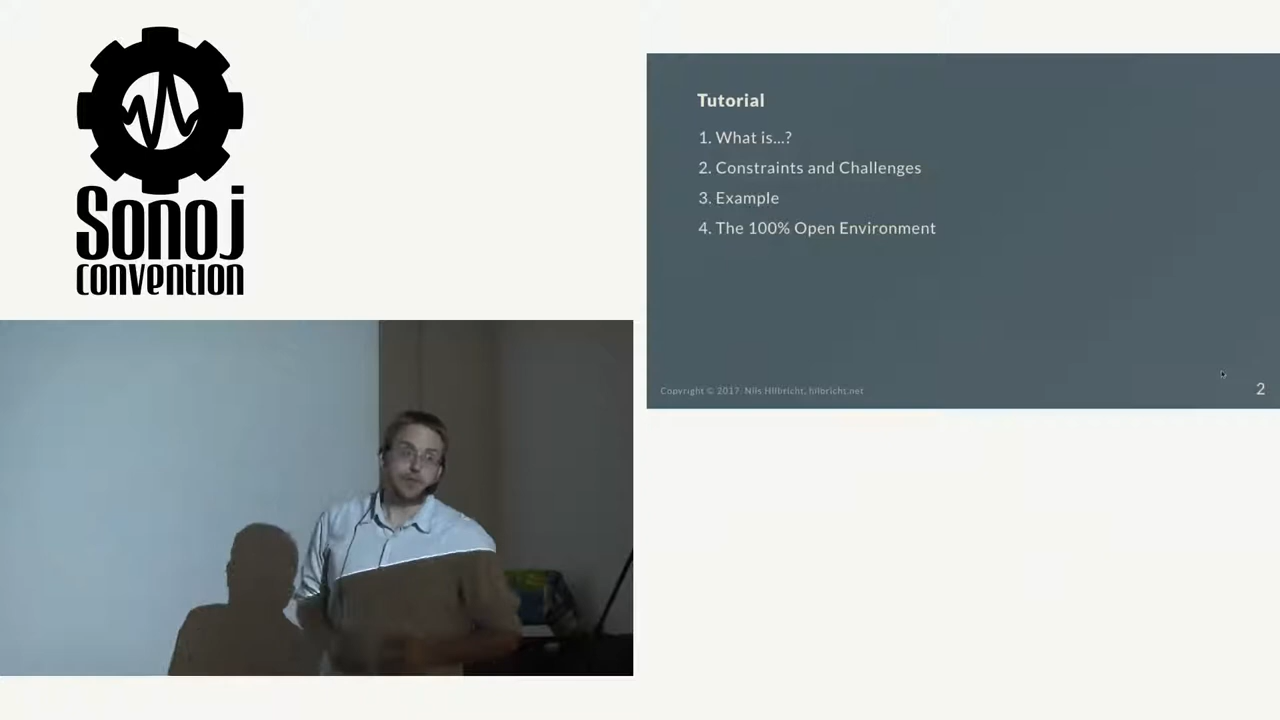 Sonoj
convention
Tutorial
1. What is...?
2. Constraints and Challenges
3. Example
4. The 100% Open Environment
Copyright © 2017 Nils Hilbricht, hilbricht.net
2